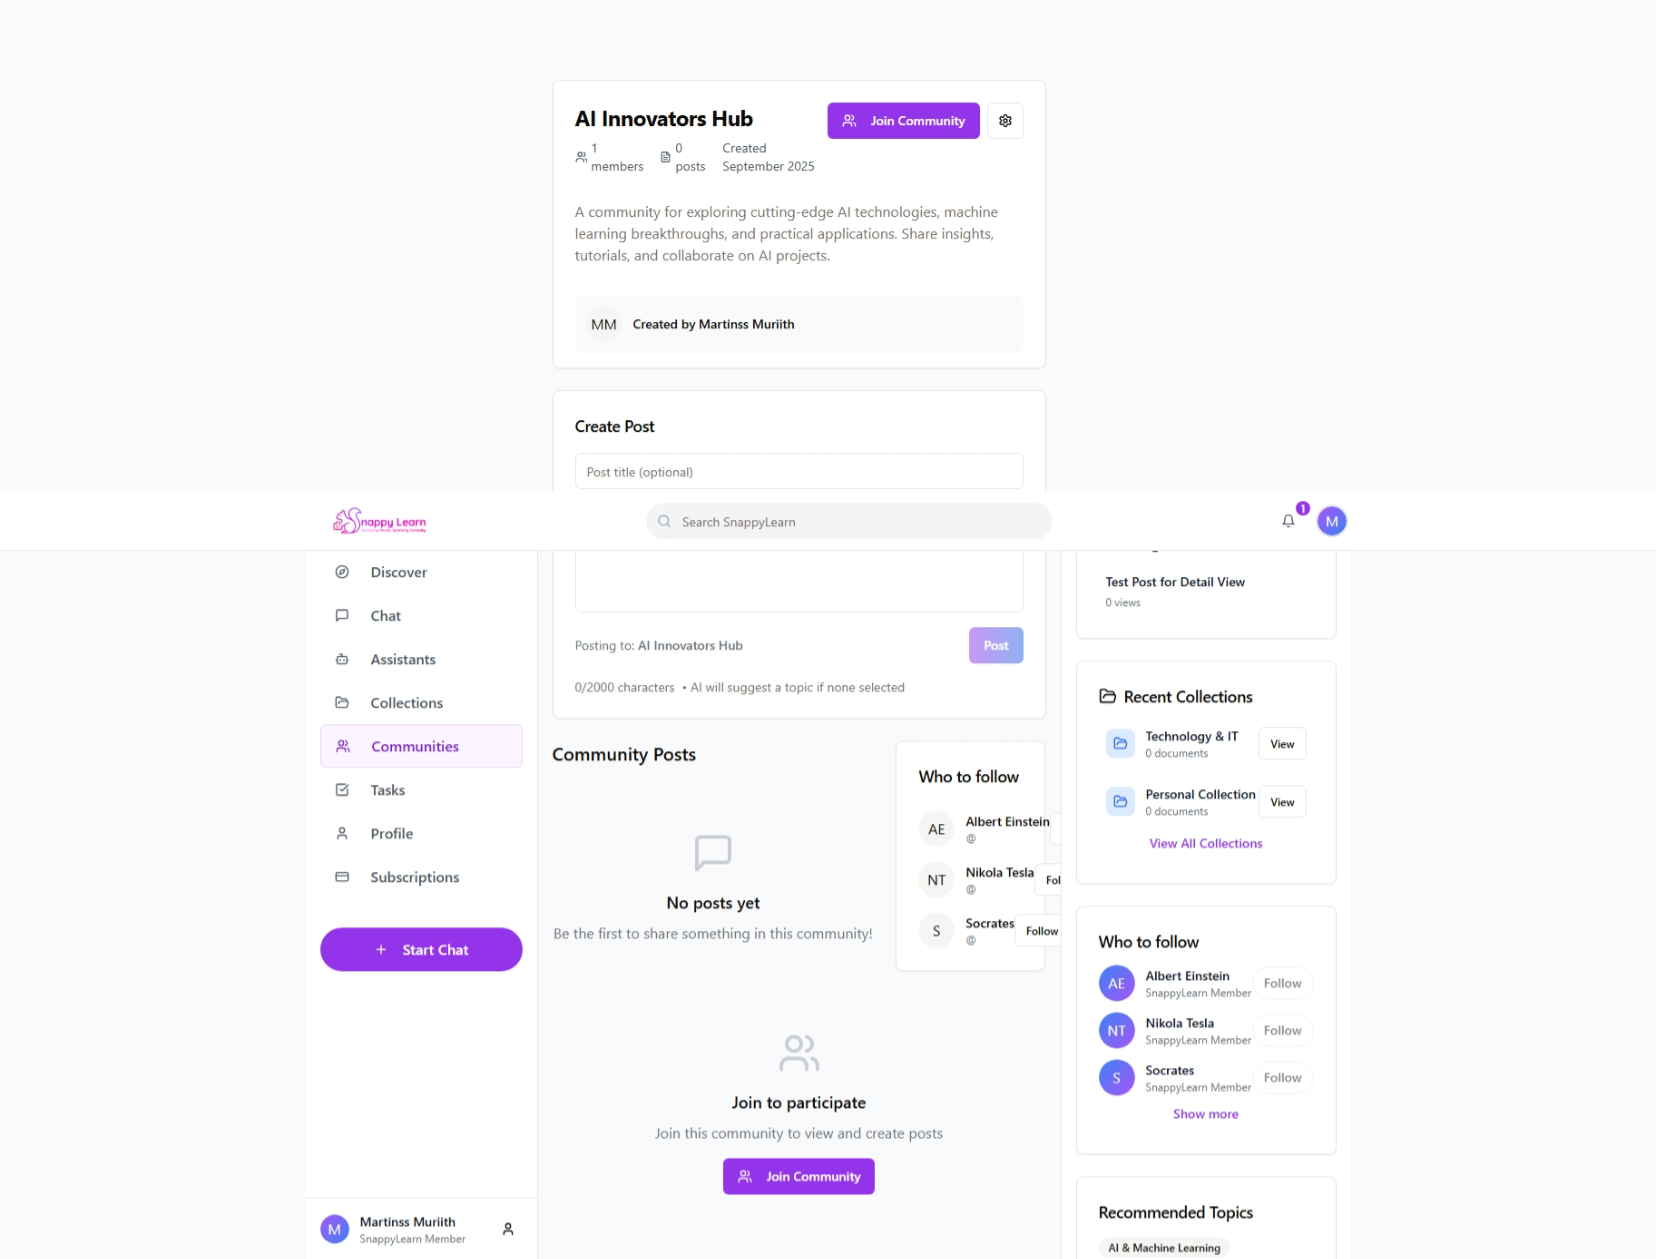 AI Innovators Hub
Join Community
1 members
0 posts
Created September 2025
A community for exploring cutting-edge AI technologies, machine
learning breakthroughs, and practical applications. Share insights,
tutorials, and collaborate on AI projects.
MM
Created by Martinss Muriith
Create Post
Post title (optional)
Snappy Learn
Search SnappyLearn
1
M
Discover
Chat
Assistants
Collections
Communities
Tasks
Profile
Subscriptions
Start Chat
Martinss Muriith
M
SnappyLearn Member
Posting to: AI Innovators Hub
Post
0/2000 characters • AI will suggest a topic if none selected
Community Posts
No posts yet
Be the first to share something in this community!
Who to follow
AE
Albert Einstein
@
NT
Nikola Tesla
@
Fol
S
Socrates
@
Follow
Join to participate
Join this community to view and create posts
Join Community
Test Post for Detail View
0 views
Recent Collections
Technology & IT
0 documents
View
Personal Collection
0 documents
View
View All Collections
Who to follow
AE
Albert Einstein
SnappyLearn Member
Follow
NT
Nikola Tesla
SnappyLearn Member
Follow
S
Socrates
SnappyLearn Member
Follow
Show more
Recommended Topics
AI & Machine Learning